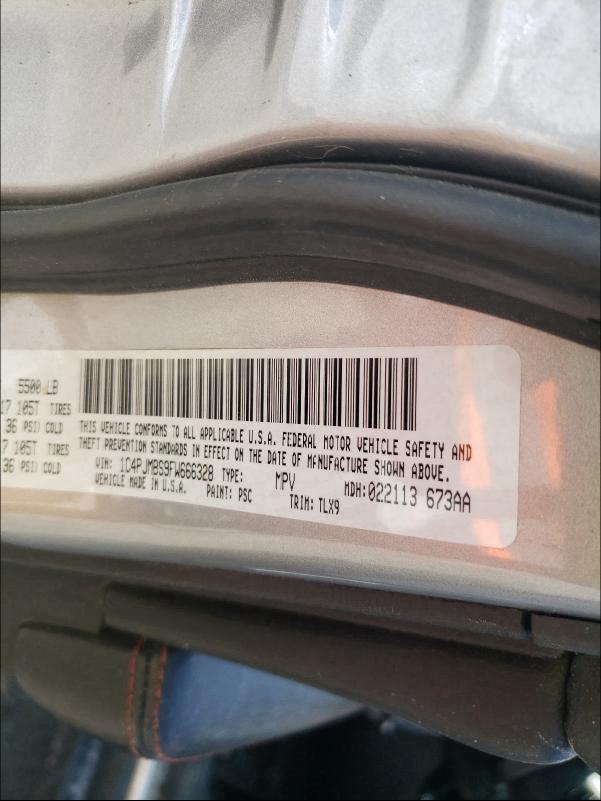 5500 LB
17 105T TIRES
36 PSI) COLD
17 105T TIRES
36 PSI) COLD
THIS VEHICLE CONFORMS TO ALL APPLICABLE U.S.A. FEDERAL MOTOR VEHICLE SAFETY AND
THEFT PREVENTION STANDARDS IN EFFECT ON THE DATE OF MANUFACTURE SHOWN ABOVE.
VIN: 1C4PJMBS9FW666328 TYPE: MPV MDH: 022113 673AA
VEHICLE MADE IN U.S.A. PAINT: PSC TRIM: TLX9